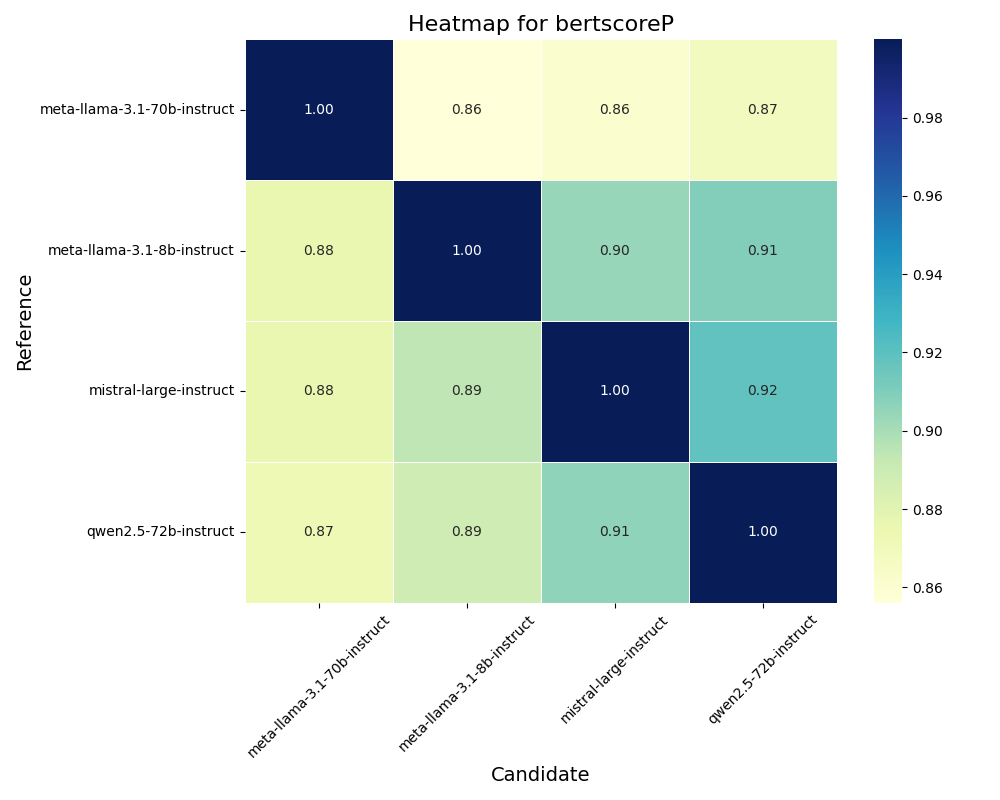 Heatmap for bertscoreP
Reference
meta-llama-3.1-70b-instruct
1.00 0.86 0.86 0.87
meta-llama-3.1-8b-instruct
0.88 1.00 0.90 0.91
mistral-large-instruct
0.88 0.89 1.00 0.92
qwen2.5-72b-instruct
0.87 0.89 0.91 1.00
meta-llama-3.1-70b-instruct
meta-llama-3.1-8b-instruct
mistral-large-instruct
qwen2.5-72b-instruct
Candidate
0.98
0.96
0.94
0.92
0.90
0.88
0.86